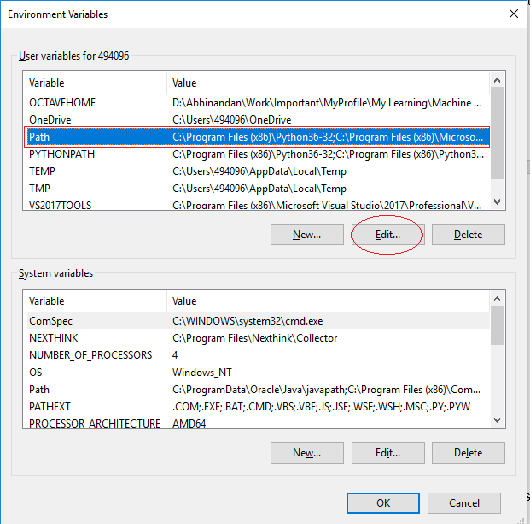 Environment Variables
User variables for 494096
Variable Value
OCTAVEHOME D:\Abhinandan\Work\Important\MyProfile\My Learning\Machine ...
OneDrive C:\Users\494096\OneDrive
Path C:\Program Files (x86)\Python36-32;C:\Program Files (x86)\Microso...
PYTHONPATH C:\Program Files (x86)\Python36-32;C:\Program Files (x86)\Python3...
TEMP C:\Users\494096\AppData\Local\Temp
TMP C:\Users\494096\AppData\Local\Temp
VS2017TOOLS C:\Program Files (x86)\Microsoft Visual Studio\2017\Professional\V...
New... Edit... Delete
System variables
Variable Value
ComSpec C:\WINDOWS\system32\cmd.exe
NEXTHINK C:\Program Files\Nexthink\Collector
NUMBER_OF_PROCESSORS 4
OS Windows_NT
Path C:\ProgramData\Oracle\Java\javapath;C:\Program Files (x86)\Com...
PATHEXT .COM;.EXE;.BAT;.CMD;.VBS;.VBE;.JS;.JSE;.WSF;.WSH;.MSC;.PY;.PYW
PROCESSOR_ARCHITECTURE AMD64
New... Edit... Delete
OK Cancel